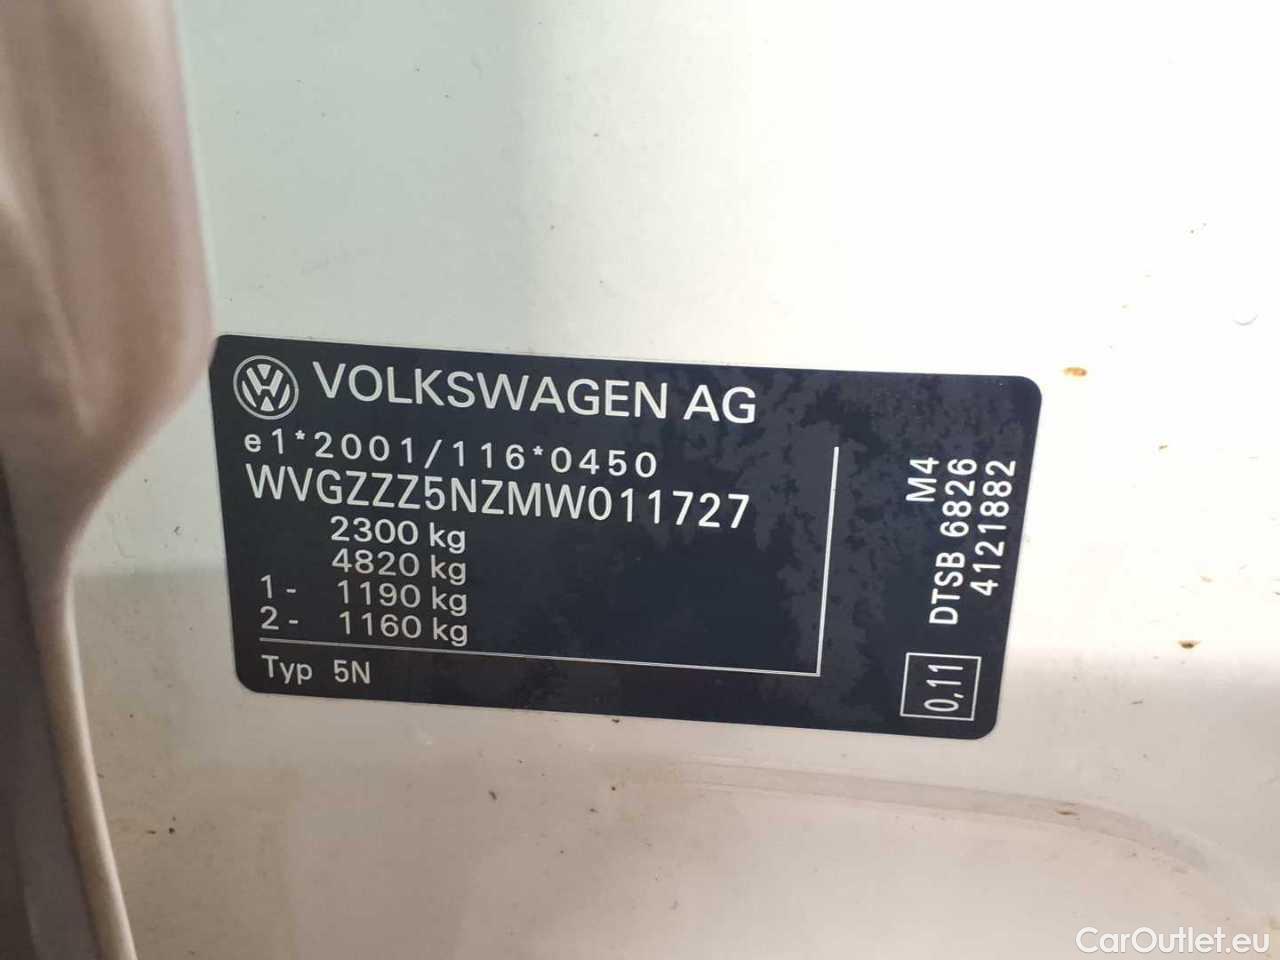 VOLKSWAGEN AG
e1*2001/116*0450
WVGZZZ5NZMW011727
2300 kg
4820 kg
1- 1190 kg
2- 1160 kg
Typ 5N
M4
DTSB 6826
4121882
0,11
CarOutlet.eu